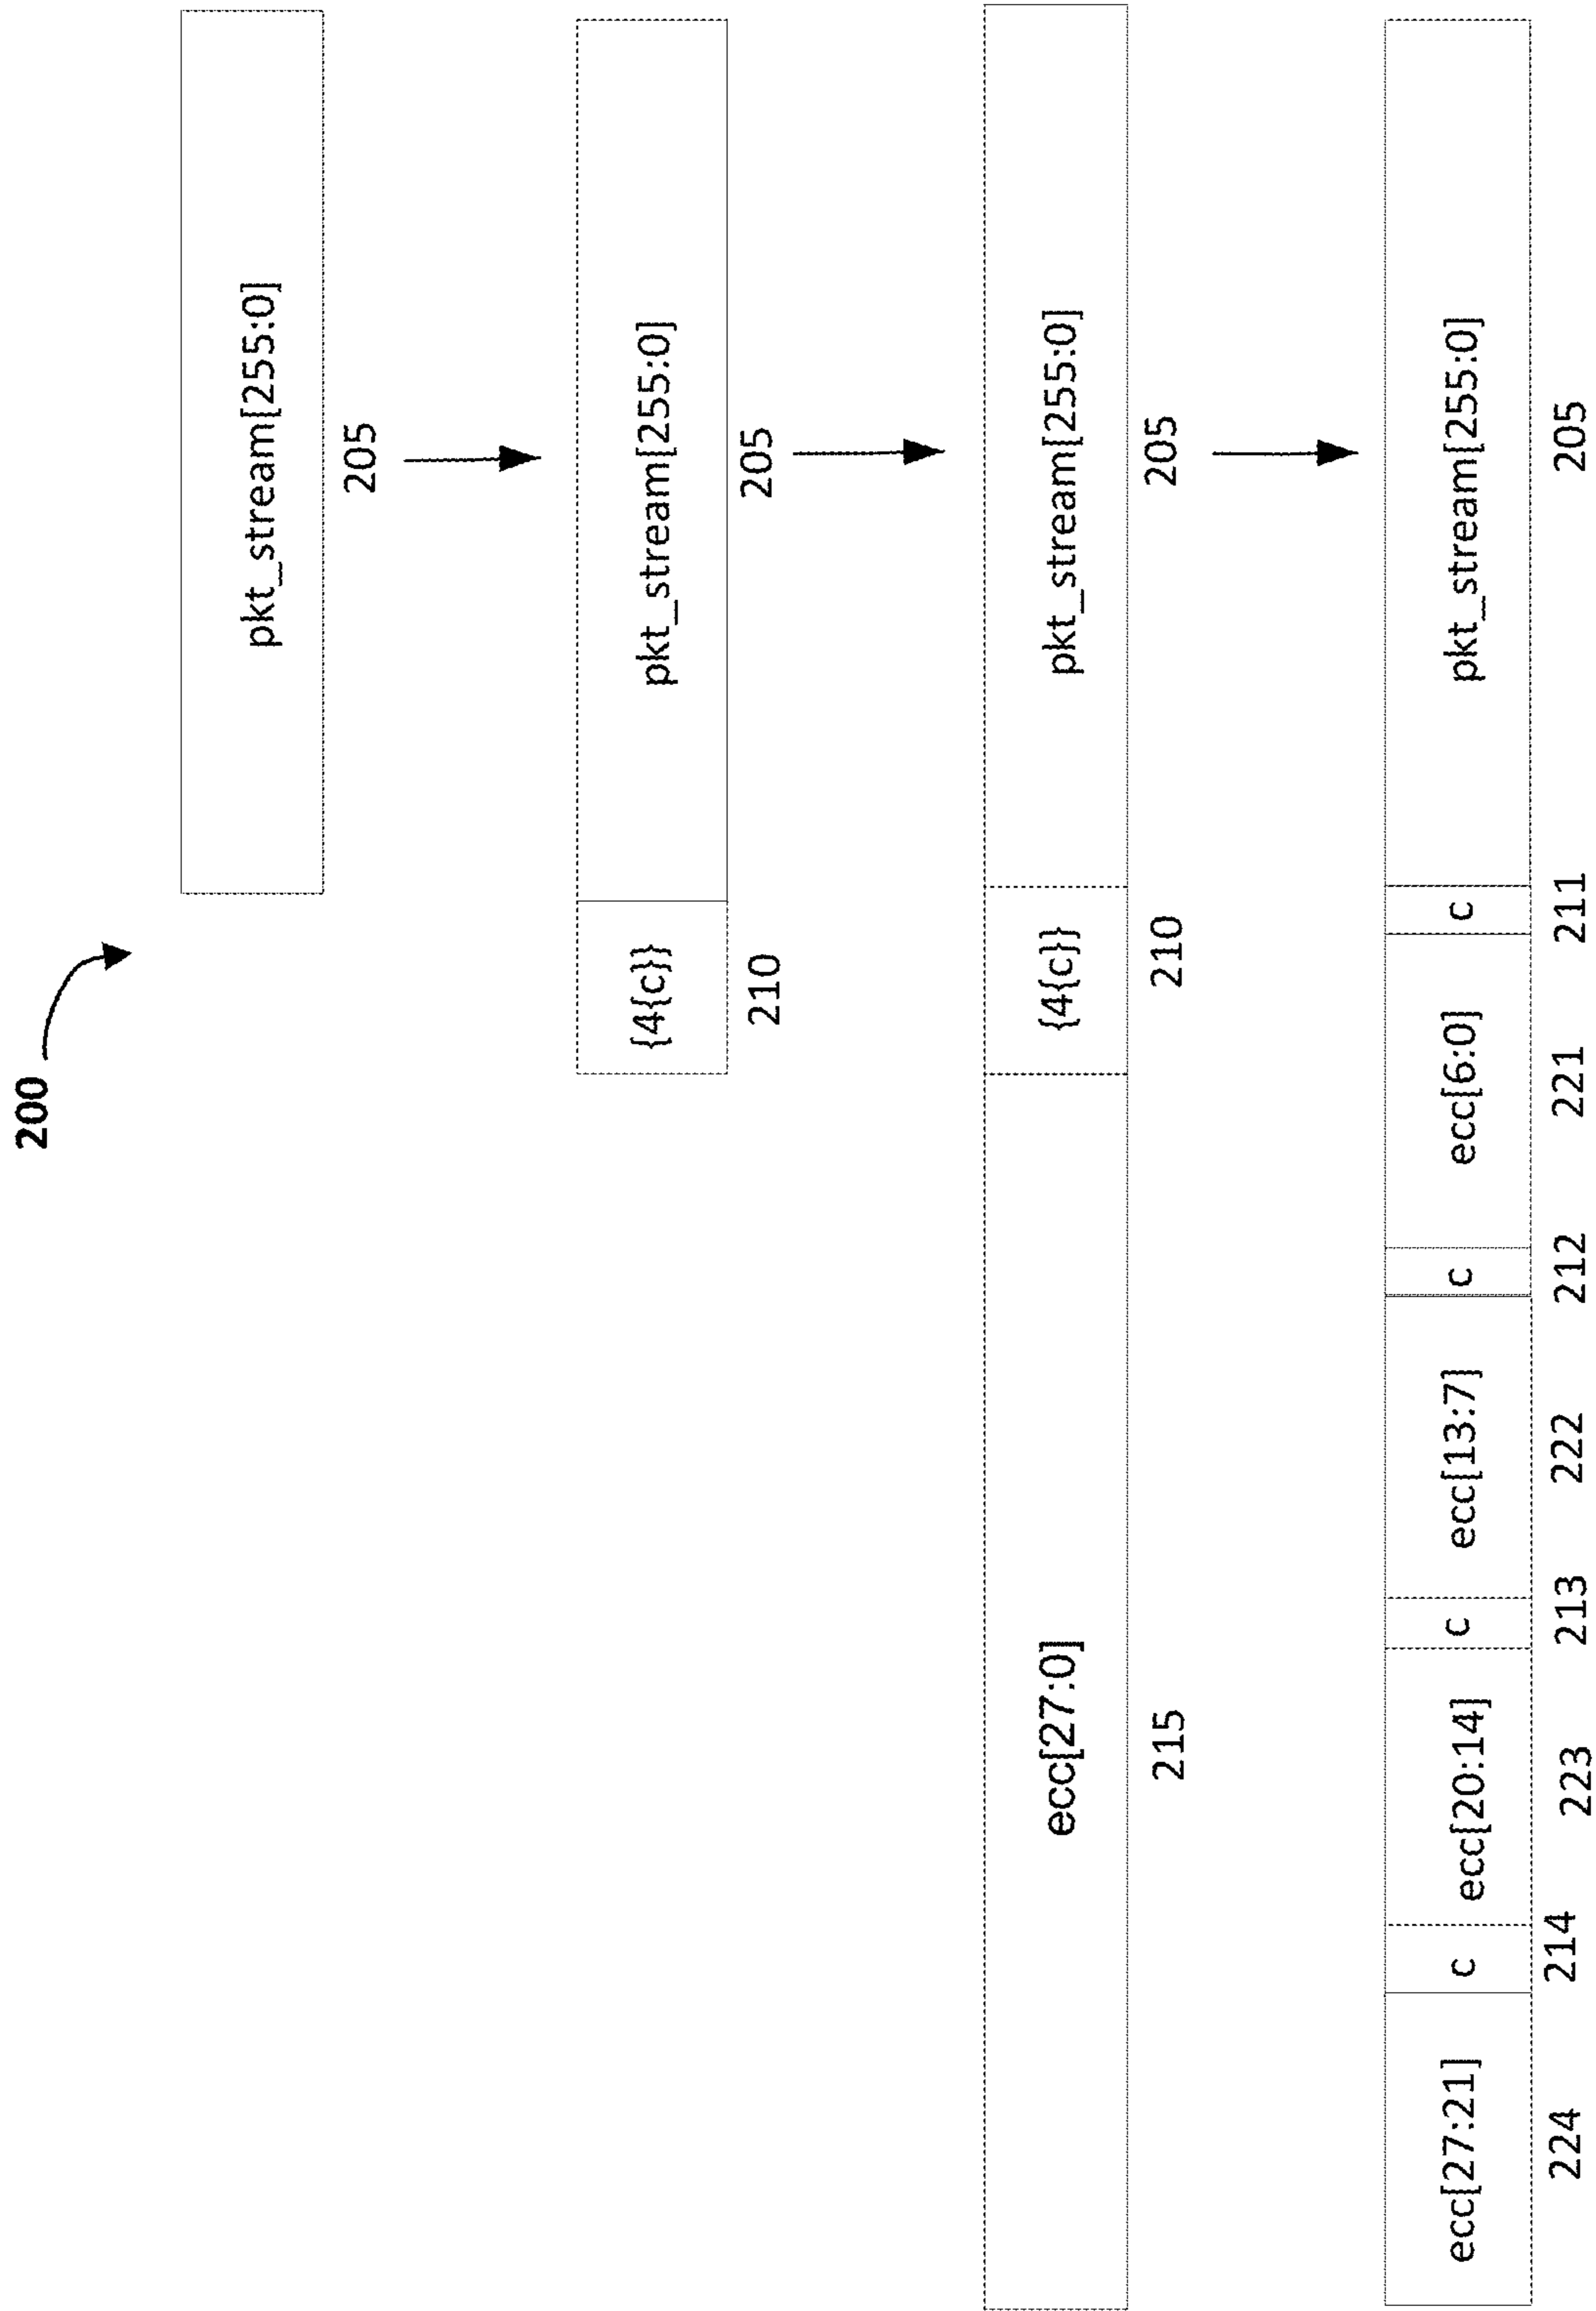 200
pkt_stream[255:0]
205
{4{c}} pkt_stream[255:0]
210 205
ecc[27:0] {4{c}} pkt_stream[255:0]
215 210 205
ecc[27:21] c ecc[20:14] c ecc[13:7] c ecc[6:0] c pkt_stream[255:0]
224 214 223 213 222 212 221 211 205